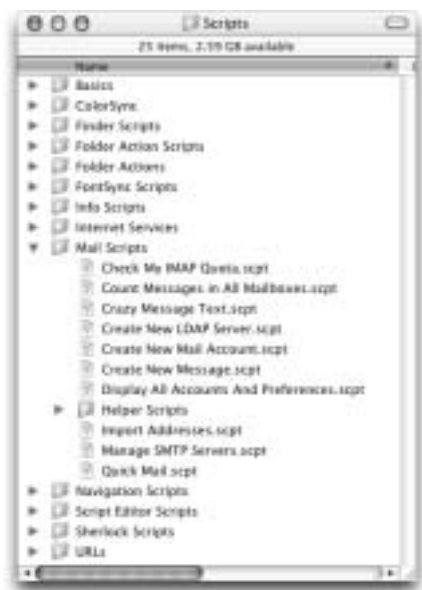 Scripts
25 items, 2.59 GB available
Name
Basics
ColorSync
Finder Scripts
Folder Action Scripts
Folder Actions
FontSync Scripts
Info Scripts
Internet Services
Mail Scripts
Check My IMAP Quota.scpt
Count Messages in All Mailboxes.scpt
Crazy Message Text.scpt
Create New LDAP Server.scpt
Create New Mail Account.scpt
Create New Message.scpt
Display All Accounts And Preferences.scpt
Helper Scripts
Import Addresses.scpt
Manage SMTP Servers.scpt
Quick Mail.scpt
Navigation Scripts
Script Editor Scripts
Sherlock Scripts
URLs